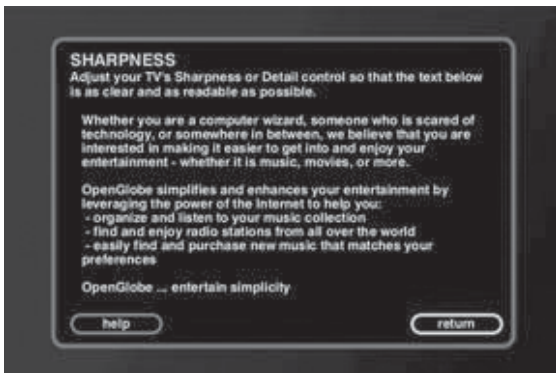 SHARPNESS
Adjust your TV's Sharpness or Detail control so that the text below
is as clear and as readable as possible.
Whether you are a computer wizard, someone who is scared of
technology, or somewhere in between, we believe that you are
interested in making it easier to get into and enjoy your
entertainment - whether it is music, movies, or more.
OpenGlobe simplifies and enhances your entertainment by
leveraging the power of the Internet to help you:
- organize and listen to your music collection
- find and enjoy radio stations from all over the world
- easily find and purchase new music that matches your
preferences
OpenGlobe ... entertain simplicity
help
return